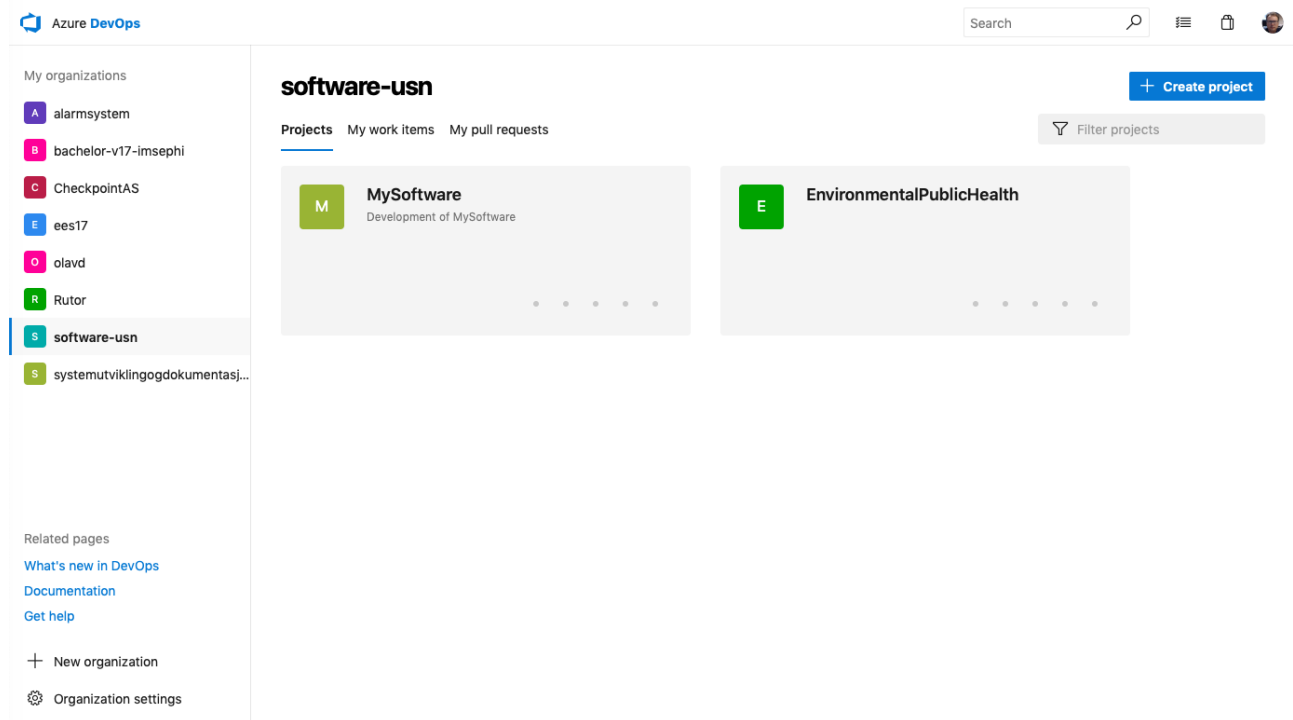 Azure DevOps
Search
My organizations
A alarmsystem
B bachelor-v17-imsephi
C CheckpointAS
E ees17
O olavd
R Rutor
S software-usn
S systemutviklingogdokumentasj...
Related pages
What's new in DevOps
Documentation
Get help
New organization
Organization settings
software-usn
Create project
Projects My work items My pull requests
Filter projects
M MySoftware
Development of MySoftware
E EnvironmentalPublicHealth